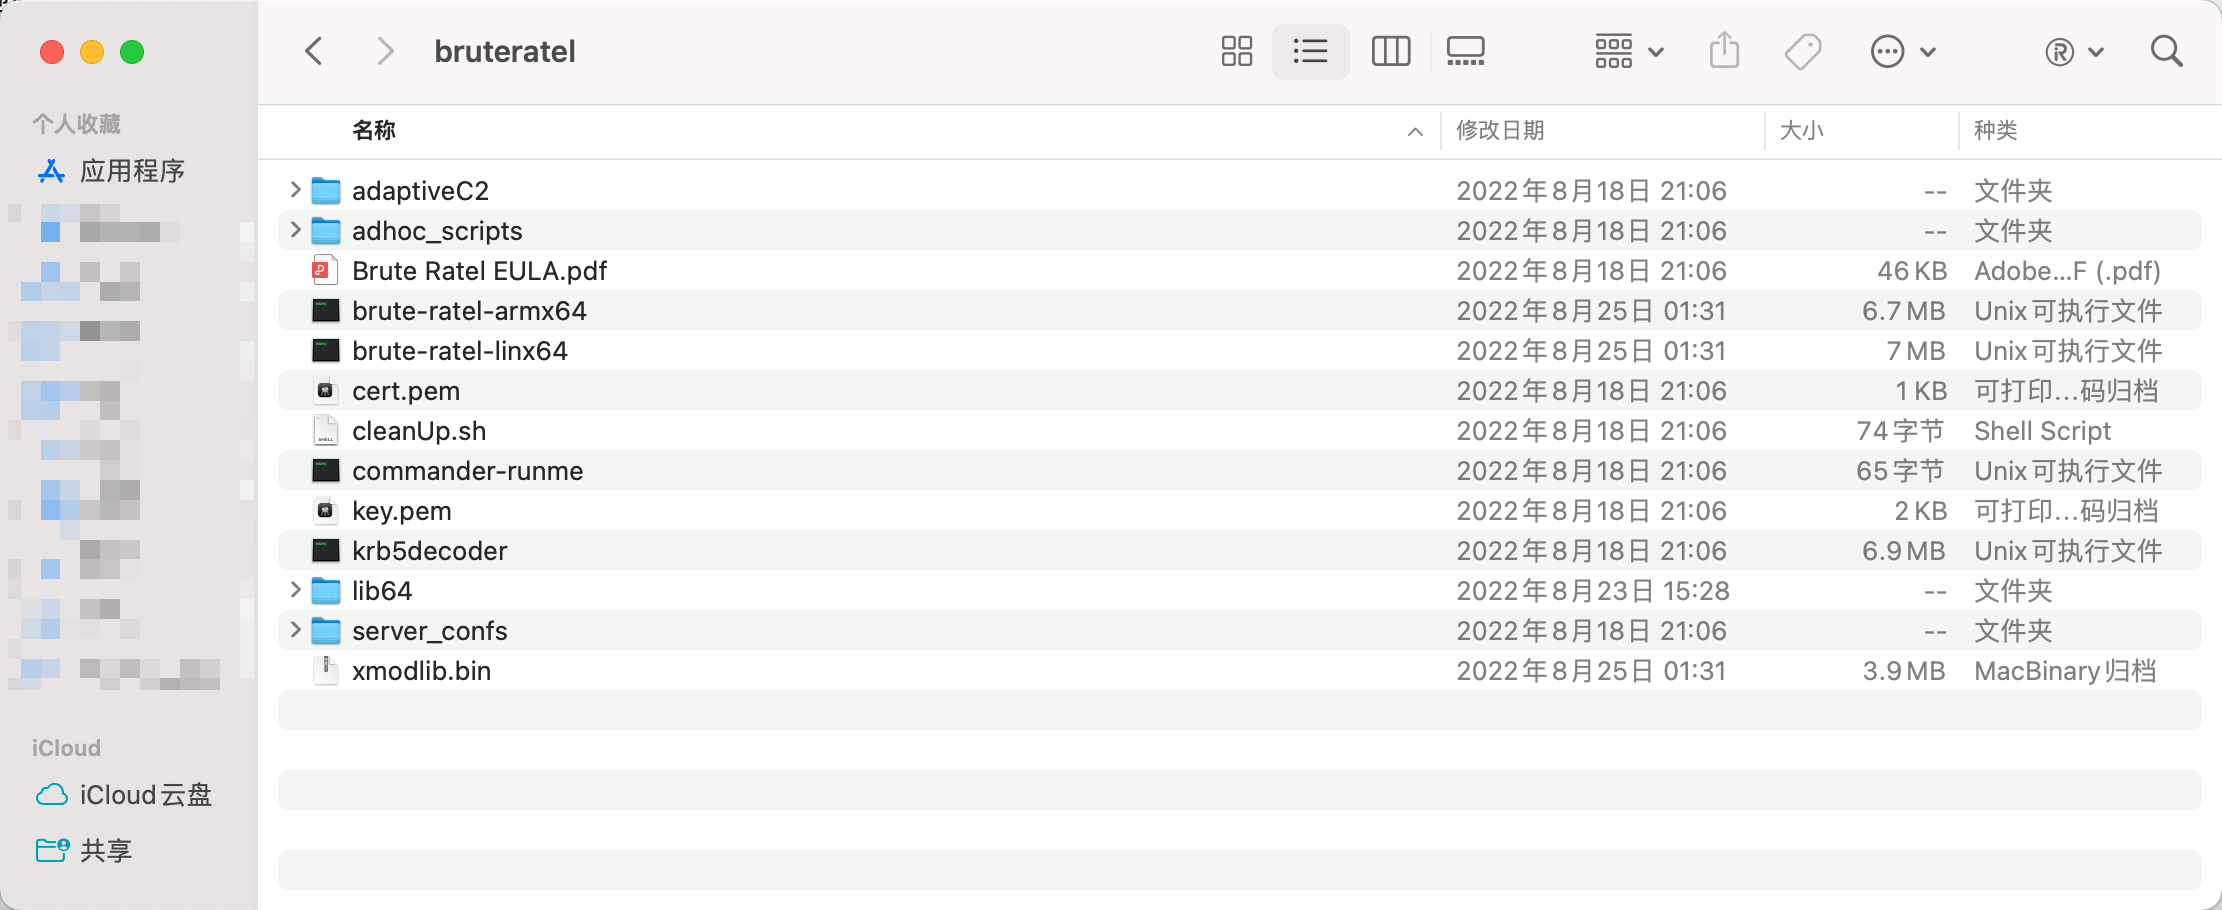 bruteratel
个人收藏
应用程序
iCloud
iCloud云盘
共享
名称 修改日期 大小 种类
adaptiveC2 2022年8月18日 21:06 -- 文件夹
adhoc_scripts 2022年8月18日 21:06 -- 文件夹
Brute Ratel EULA.pdf 2022年8月18日 21:06 46 KB Adobe...F (.pdf)
brute-ratel-armx64 2022年8月25日 01:31 6.7 MB Unix可执行文件
brute-ratel-linx64 2022年8月25日 01:31 7 MB Unix可执行文件
cert.pem 2022年8月18日 21:06 1 KB 可打印...码归档
cleanUp.sh 2022年8月18日 21:06 74字节 Shell Script
commander-runme 2022年8月18日 21:06 65字节 Unix可执行文件
key.pem 2022年8月18日 21:06 2 KB 可打印...码归档
krb5decoder 2022年8月18日 21:06 6.9 MB Unix可执行文件
lib64 2022年8月23日 15:28 -- 文件夹
server_confs 2022年8月18日 21:06 -- 文件夹
xmodlib.bin 2022年8月25日 01:31 3.9 MB MacBinary归档